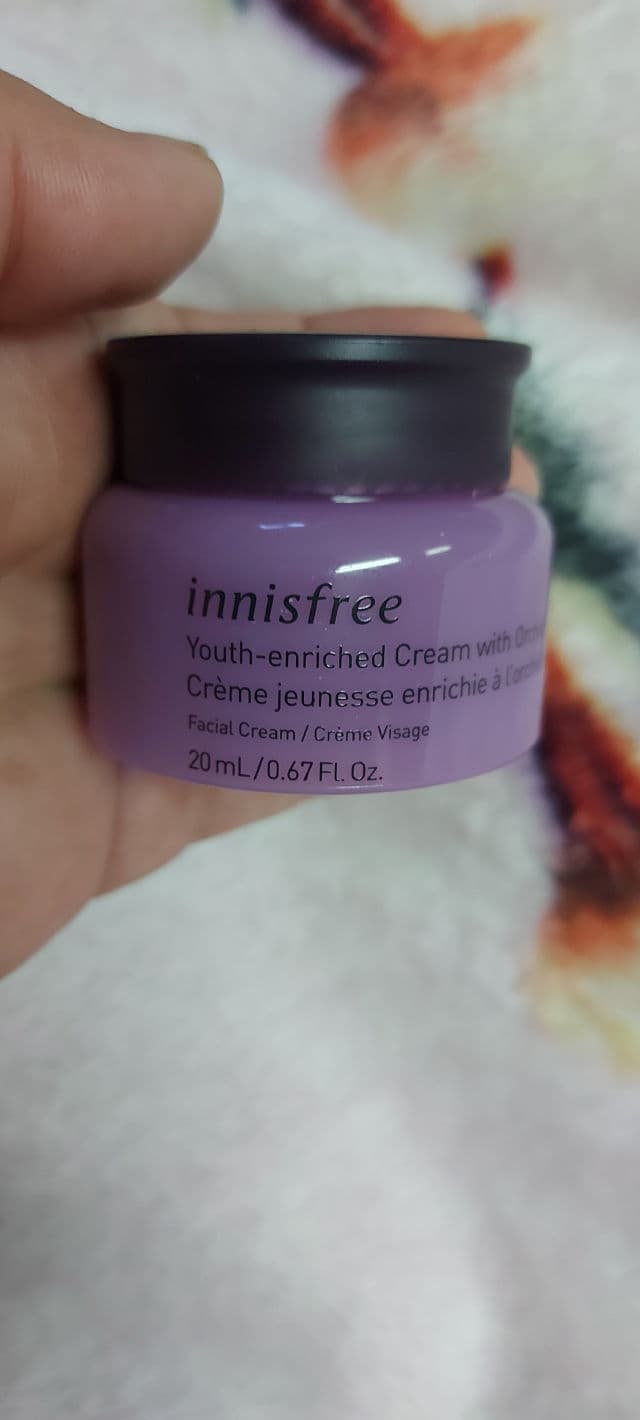 innisfree
Youth-enriched Cream with
Crème jeunesse enrichie à
Facial Cream / Crème Visage
20 mL/0.67 Fl. Oz.